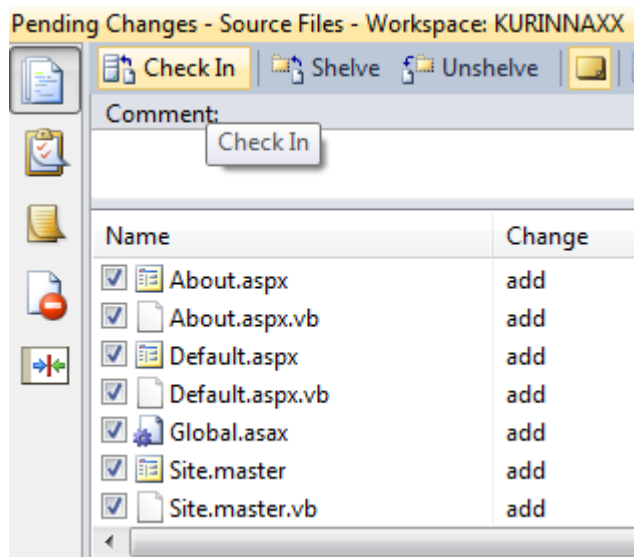 Pending Changes - Source Files - Workspace: KURINNAXX
Check In Shelve Unshelve
Comment:
Check In
Name Change
About.aspx add
About.aspx.vb add
Default.aspx add
Default.aspx.vb add
Global.asax add
Site.master add
Site.master.vb add